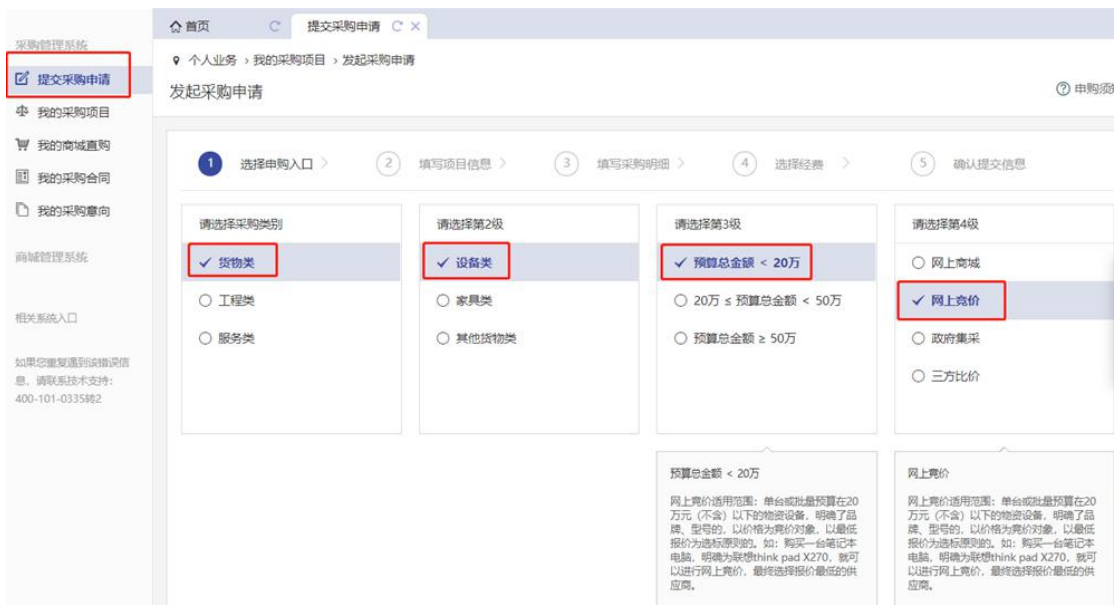 首页
提交采购申请
采购管理系统
提交采购申请
我的采购项目
我的商城直购
我的采购合同
我的采购意向
商城管理系统
相关系统入口
如果您重复遇到该错误信
息，请联系技术支持：
400-101-0335转2
个人业务 › 我的采购项目 › 发起采购申请
发起采购申请
申购须
1 选择申购入口
2 填写项目信息
3 填写采购明细
4 选择经费
5 确认提交信息
请选择采购类别
货物类
工程类
服务类
请选择第2级
设备类
家具类
其他货物类
请选择第3级
预算总金额 < 20万
20万 ≤ 预算总金额 < 50万
预算总金额 ≥ 50万
请选择第4级
网上商城
网上竞价
政府集采
三方比价
预算总金额 < 20万
网上竞价适用范围：单台或批量预算在20
万元（不含）以下的物资设备，明确了品
牌、型号的，以价格为竞价对象，以最低
报价为选标原则的。如：购买一台笔记本
电脑，明确为联想think pad X270，就可
以进行网上竞价，最终选择报价最低的供
应商。
网上竞价
网上竞价适用范围：单台或批量预算在20
万元（不含）以下的物资设备，明确了品
牌、型号的，以价格为竞价对象，以最低
报价为选标原则的。如：购买一台笔记本
电脑，明确为联想think pad X270，就可
以进行网上竞价，最终选择报价最低的供
应商。